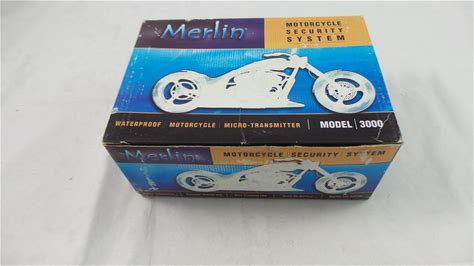 Merlin®
MOTORCYCLE
SECURITY
SYSTEM
WATERPROOF | MOTORCYCLE | MICRO-TRANSMITTER | MODEL | 3000
Merlin®
MOTORCYCLE | SECURITY | SYSTEM